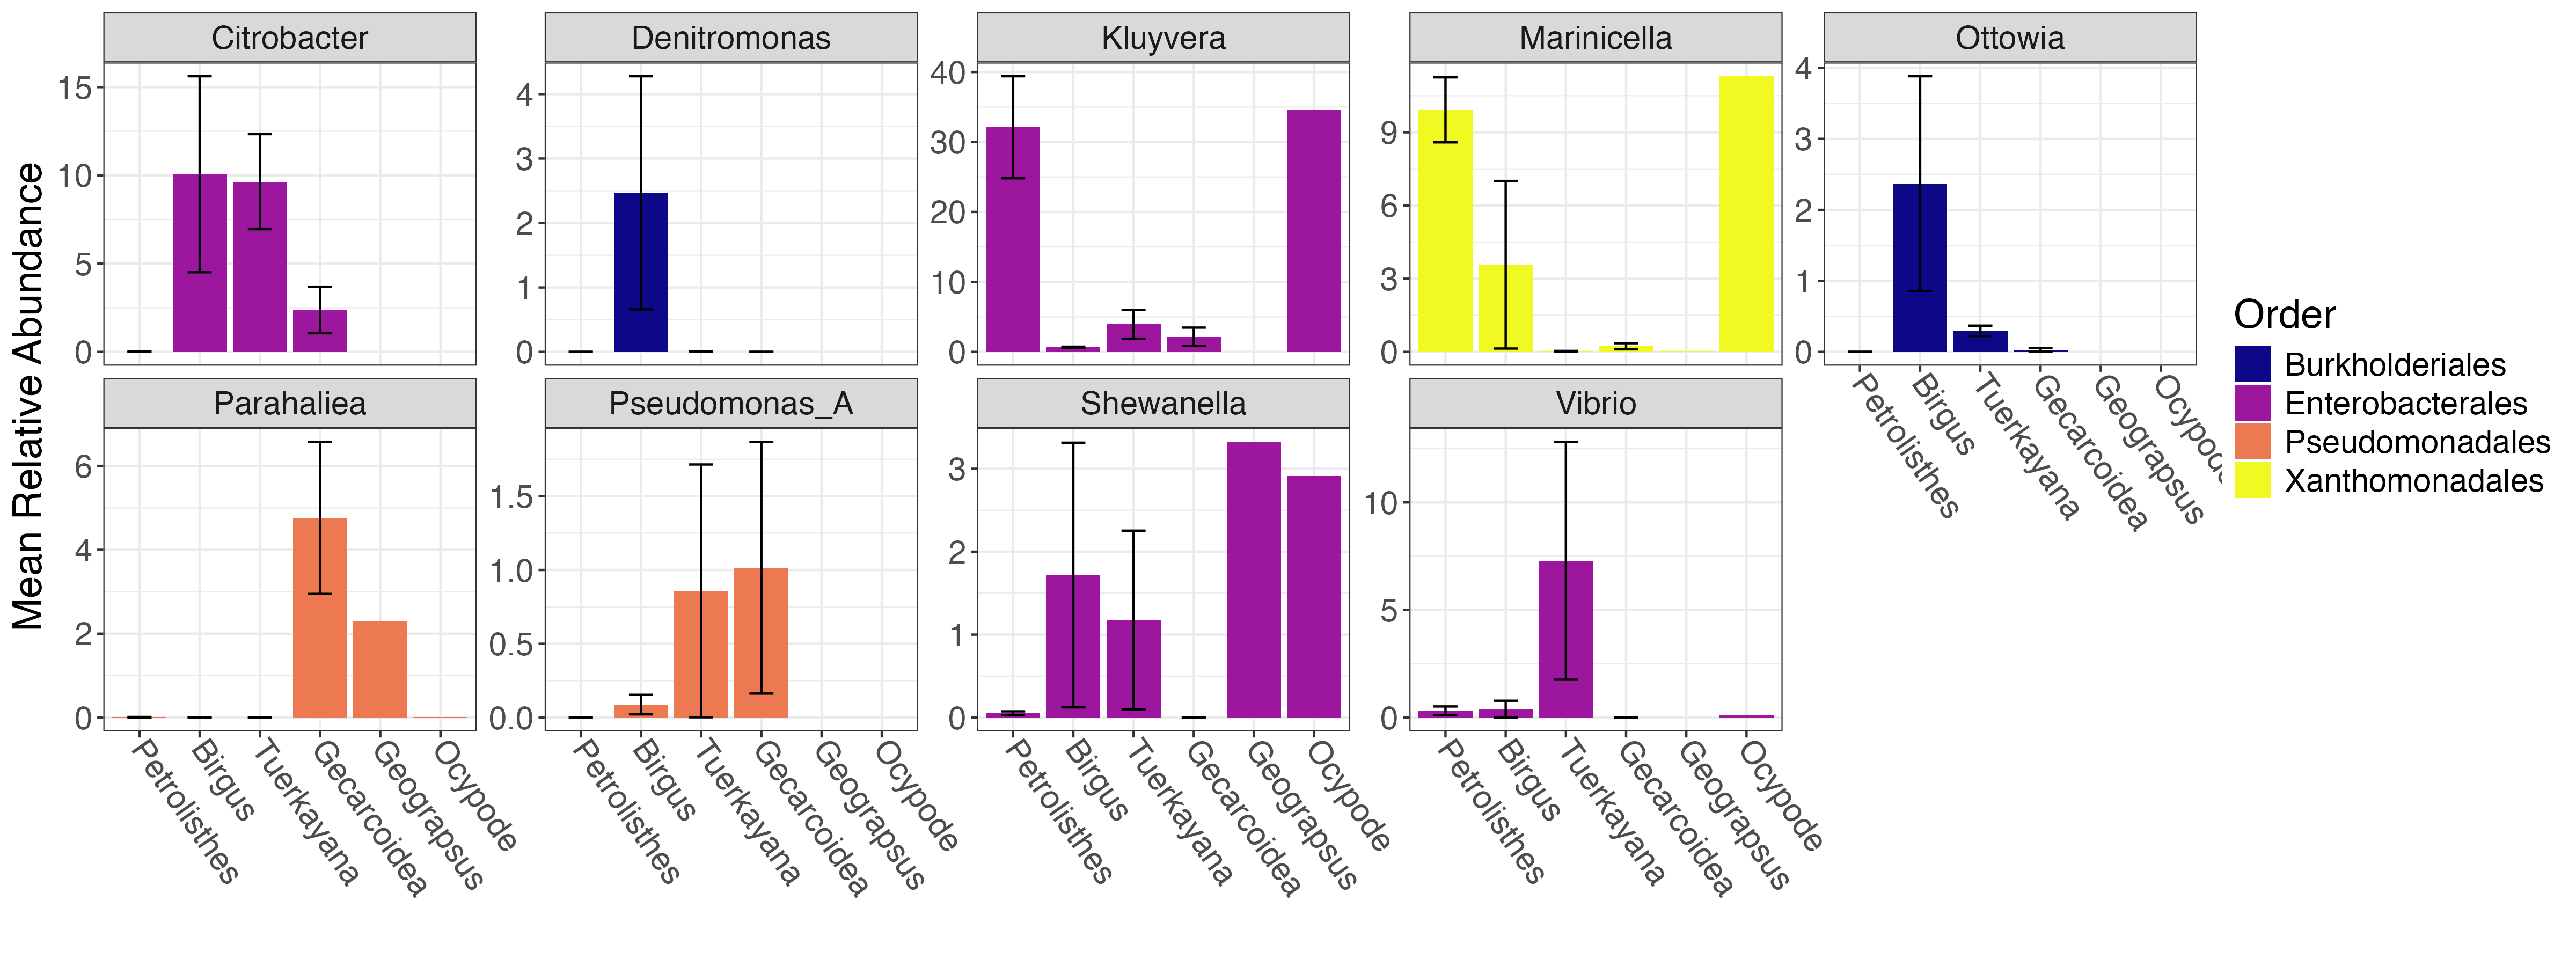 Citrobacter
Denitromonas
Kluyvera
Marinicella
Ottowia
Mean Relative Abundance
15
10
5
0
4
3
2
1
0
40
30
20
10
0
9
6
3
0
4
3
2
1
0
Petrolisthes
Birgus
Tuerkayana
Gecarcoidea
Geograpsus
Parahaliea
Pseudomonas_A
Shewanella
Vibrio
6
4
2
0
1.5
1.0
0.5
0.0
3
2
1
0
10
5
0
Petrolisthes
Birgus
Tuerkayana
Gecarcoidea
Geograpsus
Ocypode
Petrolisthes
Birgus
Tuerkayana
Gecarcoidea
Geograpsus
Ocypode
Petrolisthes
Birgus
Tuerkayana
Gecarcoidea
Geograpsus
Ocypode
Petrolisthes
Birgus
Tuerkayana
Gecarcoidea
Geograpsus
Ocypode
Order
Burkholderiales
Enterobacterales
Pseudomonadales
Xanthomonadales